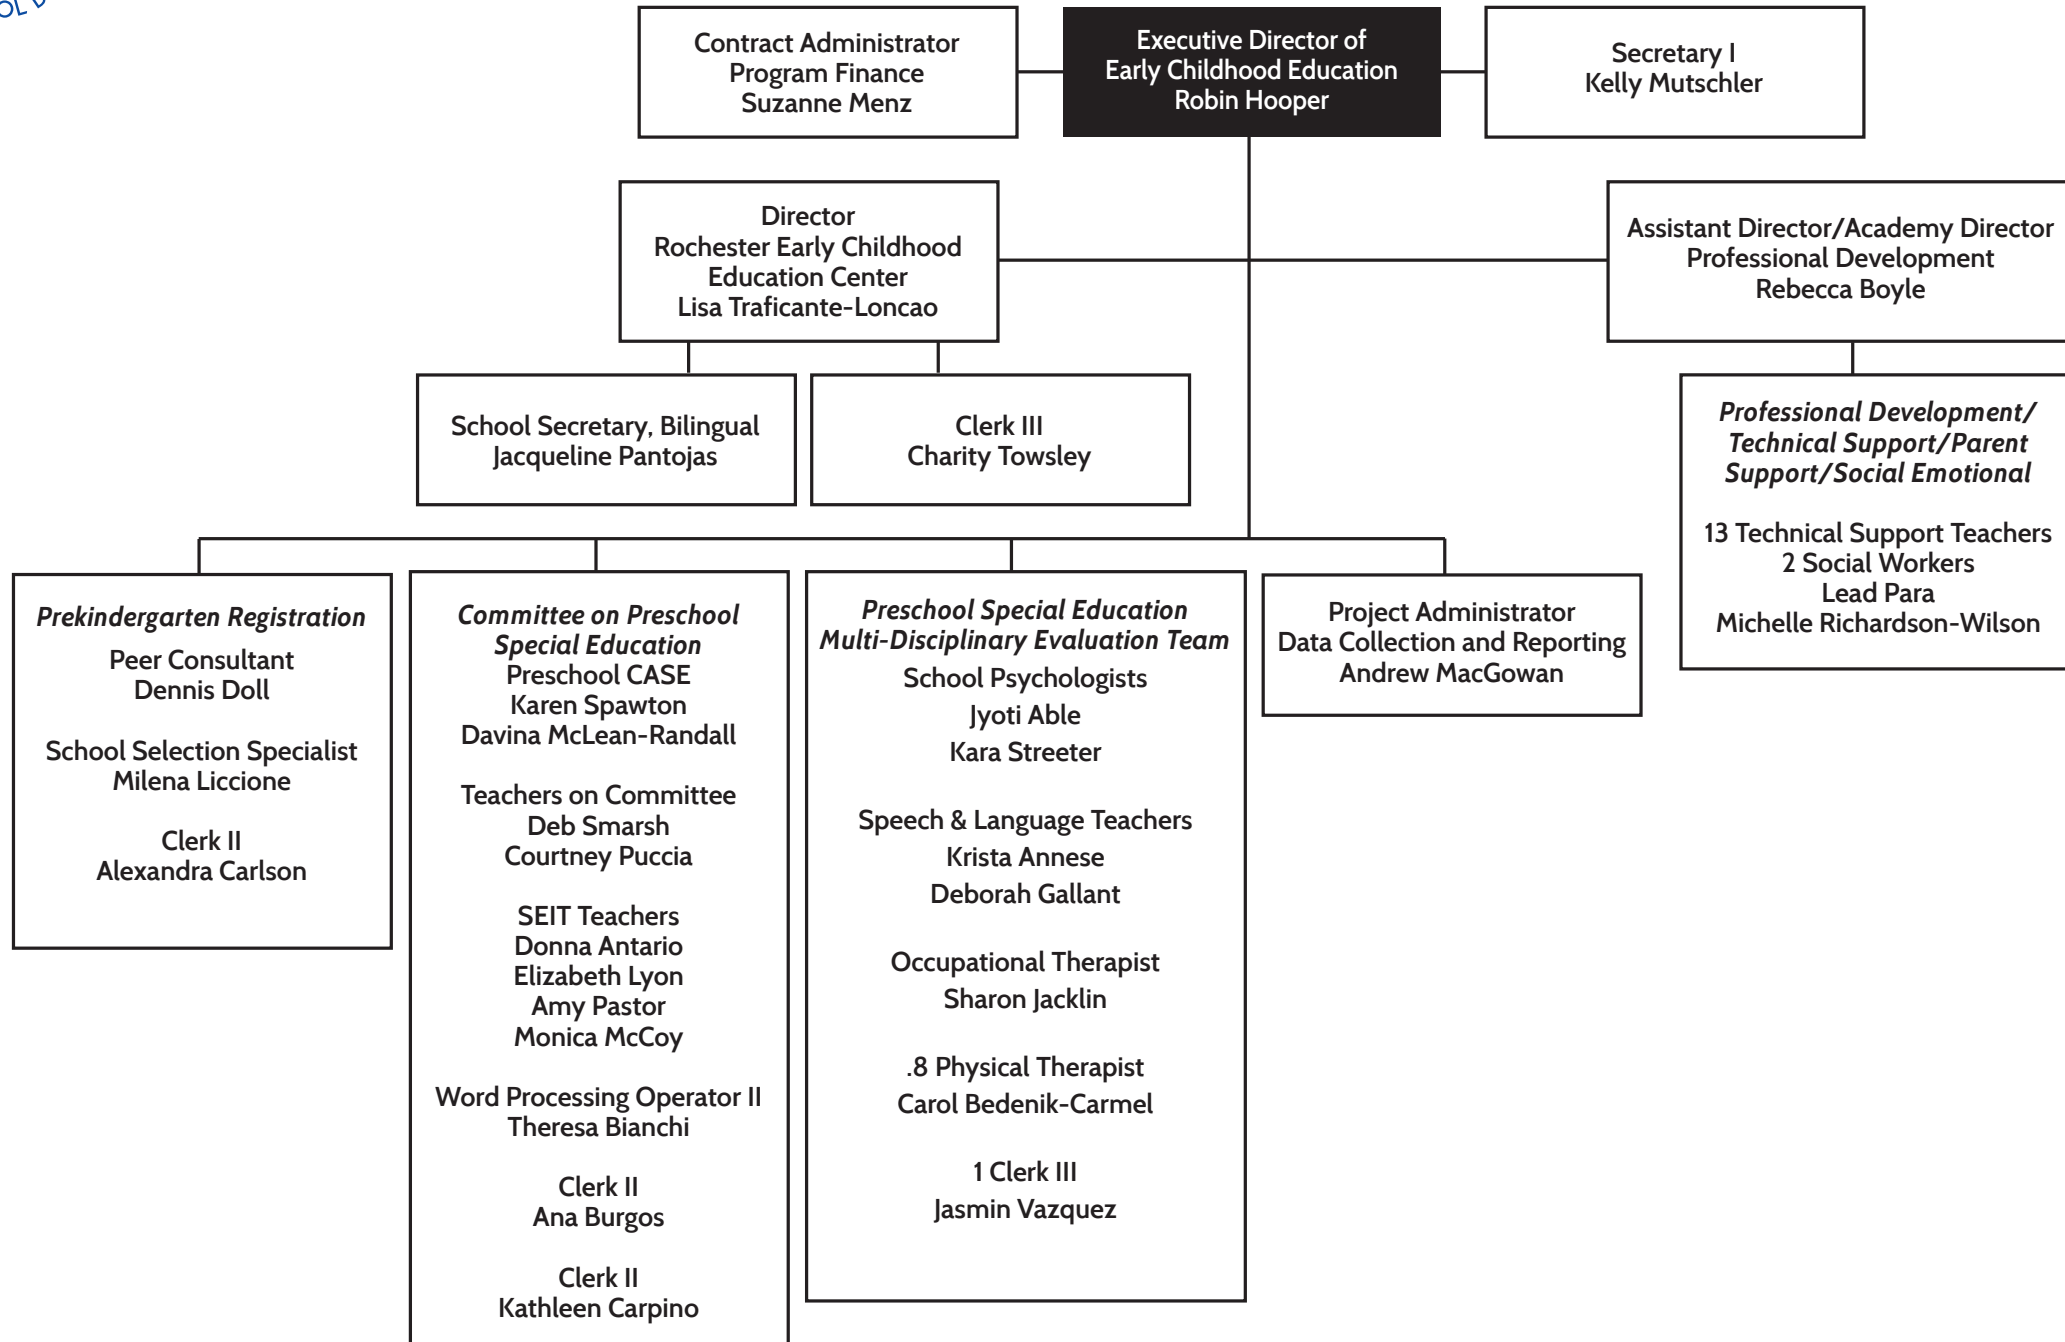 Contract Administrator
Program Finance
Suzanne Menz
Executive Director of
Early Childhood Education
Robin Hooper
Secretary I
Kelly Mutschler
Director
Rochester Early Childhood
Education Center
Lisa Traficante-Loncao
Assistant Director/Academy Director
Professional Development
Rebecca Boyle
School Secretary, Bilingual
Jacqueline Pantojas
Clerk III
Charity Towsley
Professional Development/
Technical Support/Parent
Support/Social Emotional
13 Technical Support Teachers
2 Social Workers
Lead Para
Michelle Richardson-Wilson
Prekindergarten Registration
Peer Consultant
Dennis Doll
School Selection Specialist
Milena Liccione
Clerk II
Alexandra Carlson
Committee on Preschool
Special Education
Preschool CASE
Karen Spawton
Davina McLean-Randall
Teachers on Committee
Deb Smarsh
Courtney Puccia
SEIT Teachers
Donna Antario
Elizabeth Lyon
Amy Pastor
Monica McCoy
Word Processing Operator II
Theresa Bianchi
Clerk II
Ana Burgos
Clerk II
Kathleen Carpino
Preschool Special Education
Multi-Disciplinary Evaluation Team
School Psychologists
Jyoti Able
Kara Streeter
Speech & Language Teachers
Krista Annese
Deborah Gallant
Occupational Therapist
Sharon Jacklin
.8 Physical Therapist
Carol Bedenik-Carmel
1 Clerk III
Jasmin Vazquez
Project Administrator
Data Collection and Reporting
Andrew MacGowan